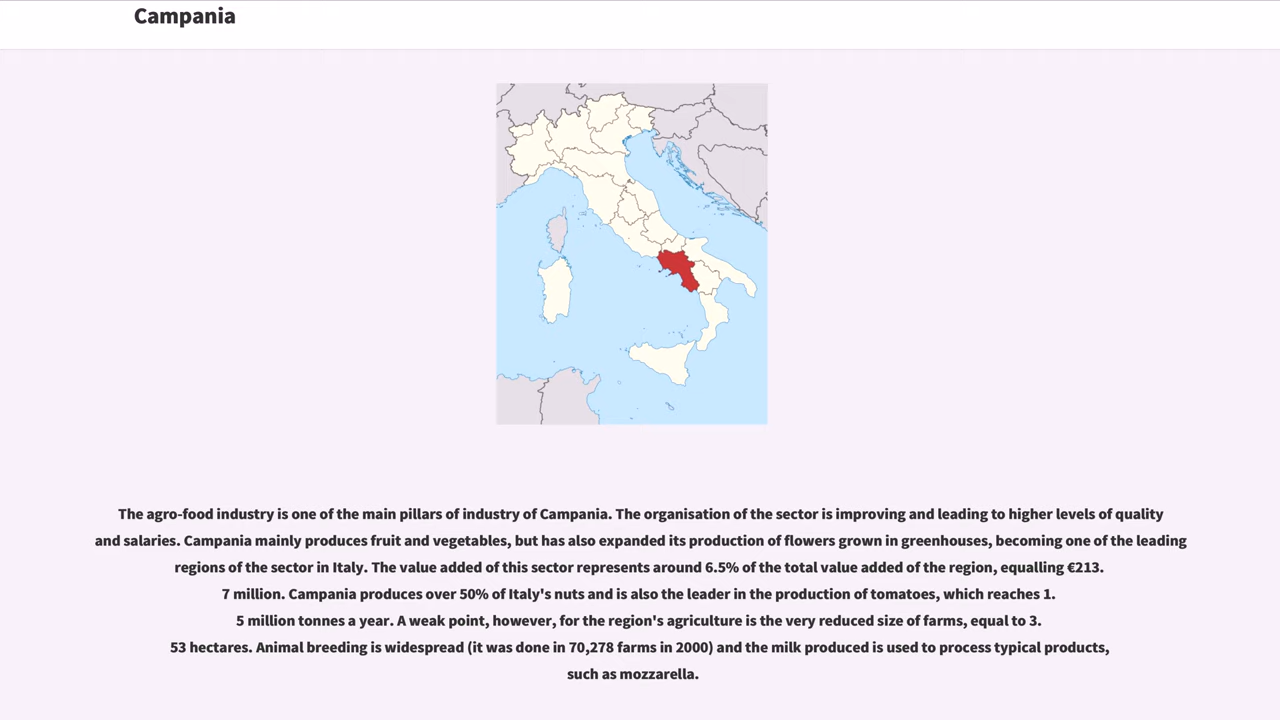 Campania
The agro-food industry is one of the main pillars of industry of Campania. The organisation of the sector is improving and leading to higher levels of quality
and salaries. Campania mainly produces fruit and vegetables, but has also expanded its production of flowers grown in greenhouses, becoming one of the leading
regions of the sector in Italy. The value added of this sector represents around 6.5% of the total value added of the region, equalling €213.
7 million. Campania produces over 50% of Italy's nuts and is also the leader in the production of tomatoes, which reaches 1.
5 million tonnes a year. A weak point, however, for the region's agriculture is the very reduced size of farms, equal to 3.
53 hectares. Animal breeding is widespread (it was done in 70,278 farms in 2000) and the milk produced is used to process typical products,
such as mozzarella.